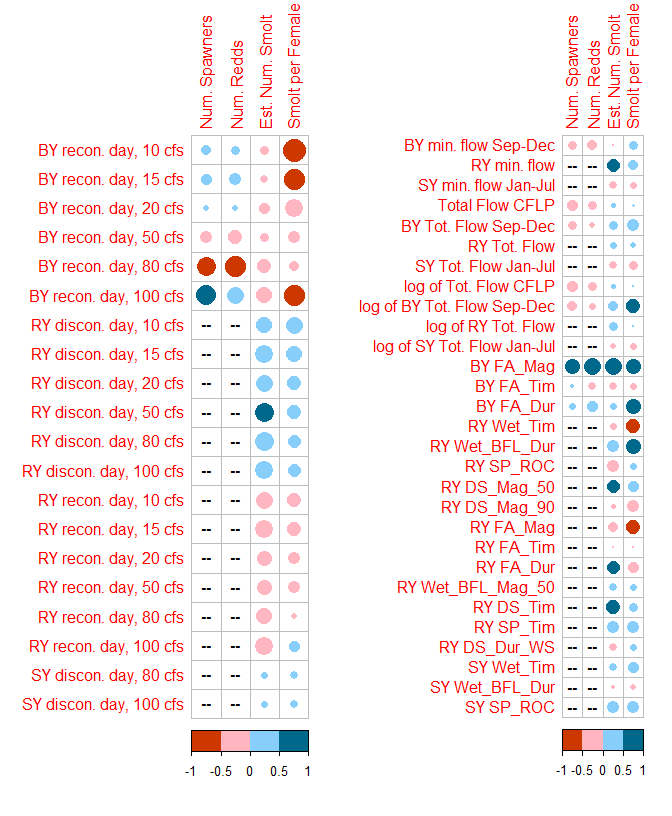 Num. Spawners
Num. Redds
Est. Num. Smolt
Smolt per Female
BY recon. day, 10 cfs
BY recon. day, 15 cfs
BY recon. day, 20 cfs
BY recon. day, 50 cfs
BY recon. day, 80 cfs
-- --
BY recon. day, 100 cfs
RY discon. day, 10 cfs -- --
RY discon. day, 15 cfs -- --
RY discon. day, 20 cfs -- --
RY discon. day, 50 cfs -- --
RY discon. day, 80 cfs -- --
RY discon. day, 100 cfs -- --
RY recon. day, 10 cfs -- --
RY recon. day, 15 cfs -- --
RY recon. day, 20 cfs -- --
RY recon. day, 50 cfs -- --
RY recon. day, 80 cfs -- --
RY recon. day, 100 cfs -- --
SY discon. day, 80 cfs -- --
SY discon. day, 100 cfs -- --
-1 -0.5 0 0.5 1
Num. Spawners
Num. Redds
Est. Num. Smolt
Smolt per Female
BY min. flow Sep-Dec
RY min. flow -- --
SY min. flow Jan-Jul -- --
Total Flow CFLP
BY Tot. Flow Sep-Dec
RY Tot. Flow -- --
SY Tot. Flow Jan-Jul -- --
log of Tot. Flow CFLP
log of BY Tot. Flow Sep-Dec
log of RY Tot. Flow -- --
log of SY Tot. Flow Jan-Jul -- --
BY FA_Mag
BY FA_Tim
BY FA_Dur
RY Wet_Tim -- --
RY Wet_BFL_Dur -- --
RY SP_ROC -- --
RY DS_Mag_50 -- --
RY DS_Mag_90 -- --
RY FA_Mag -- --
RY FA_Tim -- --
RY FA_Dur -- --
RY Wet_BFL_Mag_50 -- --
RY DS_Tim -- --
RY SP_Tim -- --
RY DS_Dur_WS -- --
SY Wet_Tim -- --
SY Wet_BFL_Dur -- --
SY SP_ROC -- --
-1 -0.5 0 0.5 1